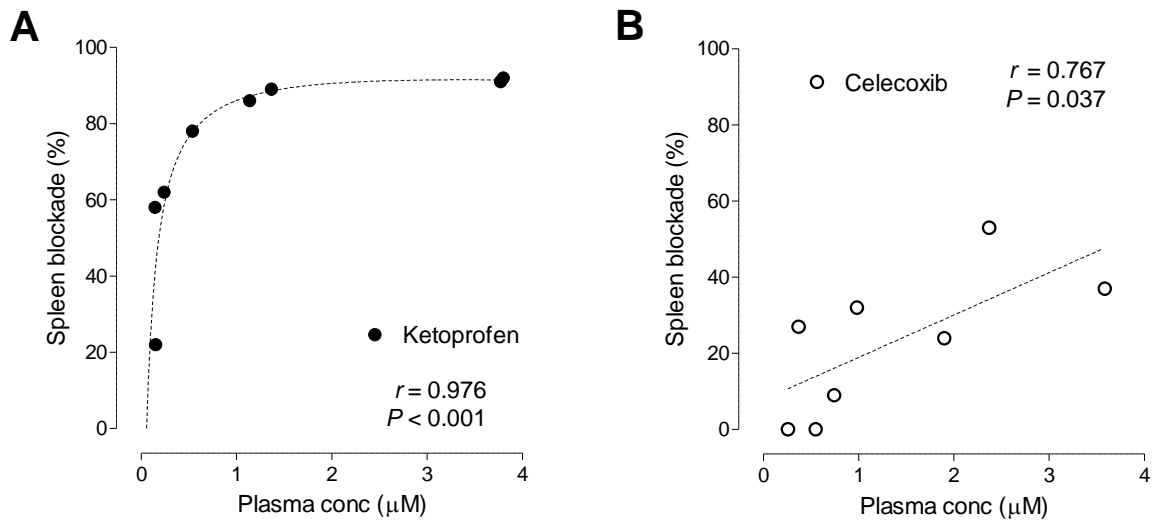 A
100
80
60
40
20
0
Spleen blockade (%)
Ketoprofen
r = 0.976
P < 0.001
0 1 2 3 4
Plasma conc (μM)
B
100
80
60
40
20
0
Spleen blockade (%)
Celecoxib
r = 0.767
P = 0.037
0 1 2 3 4
Plasma conc (μM)